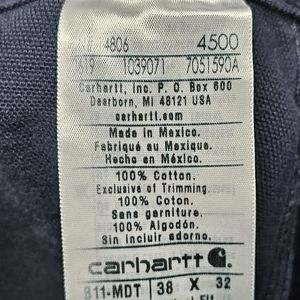 4806 4500
619 1039071 7051590A
Carhartt, Inc. P. O. Box 600
Dearborn, MI 48121 USA
carhartt.com
Made in Mexico.
Fabriqué au Mexique.
Hecho en México.
100% Cotton.
Exclusive of Trimming.
100% Coton.
Sans garniture.
100% Algodón.
Sin incluir adorno.
carhartt
811-MDT 38 X 32